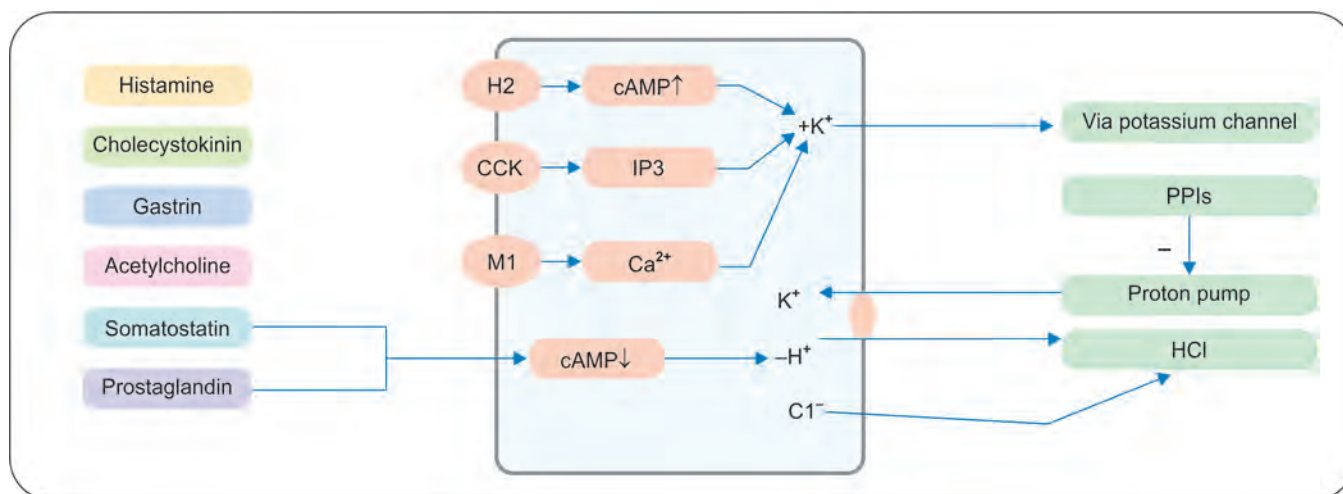 Histamine
Cholecystokinin
Gastrin
Acetylcholine
Somatostatin
Prostaglandin
H2
cAMP↑
CCK
IP3
M1
Ca²⁺
cAMP↓
+K⁺
K⁺
–H⁺
C1⁻
Via potassium channel
PPIs
–
Proton pump
HCl